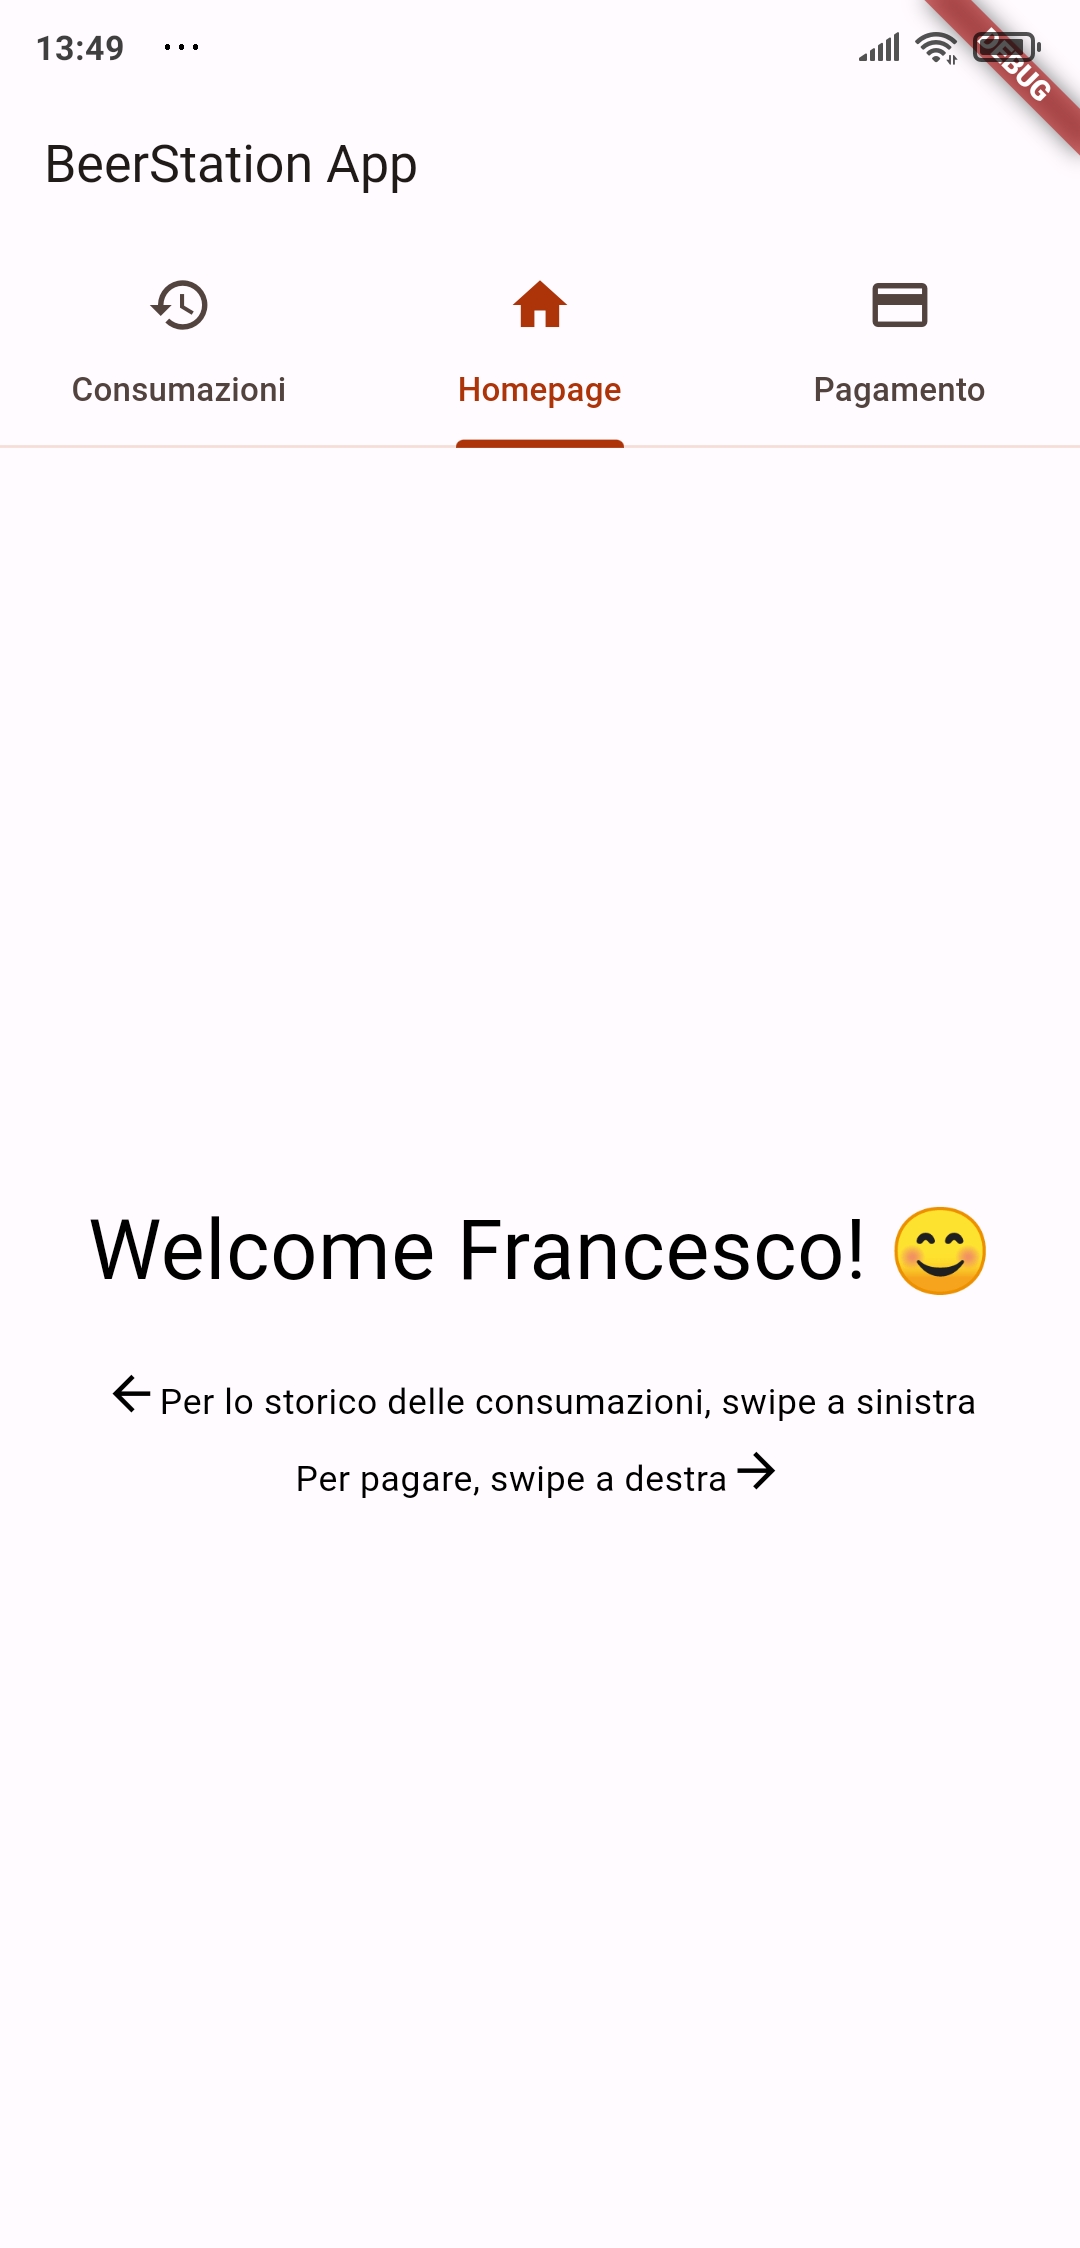 13:49 ...
DEBUG
BeerStation App
Consumazioni Homepage Pagamento
Welcome Francesco! 😊
← Per lo storico delle consumazioni, swipe a sinistra
Per pagare, swipe a destra →